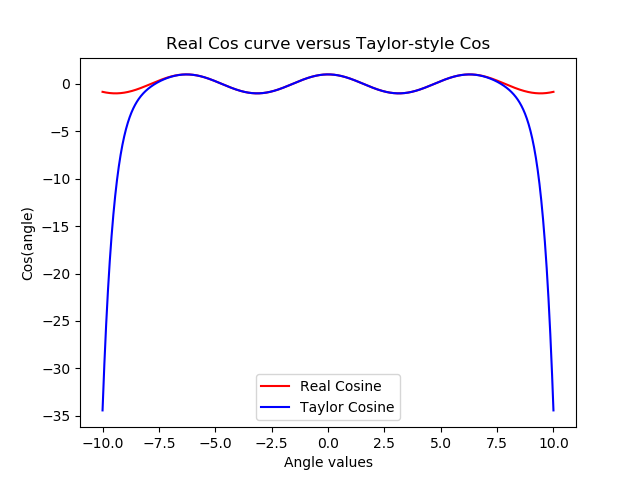 Real Cos curve versus Taylor-style Cos
0
−5
−10
−15
−20
−25
−30
−35
Cos(angle)
Real Cosine
Taylor Cosine
−10.0 −7.5 −5.0 −2.5 0.0 2.5 5.0 7.5 10.0
Angle values